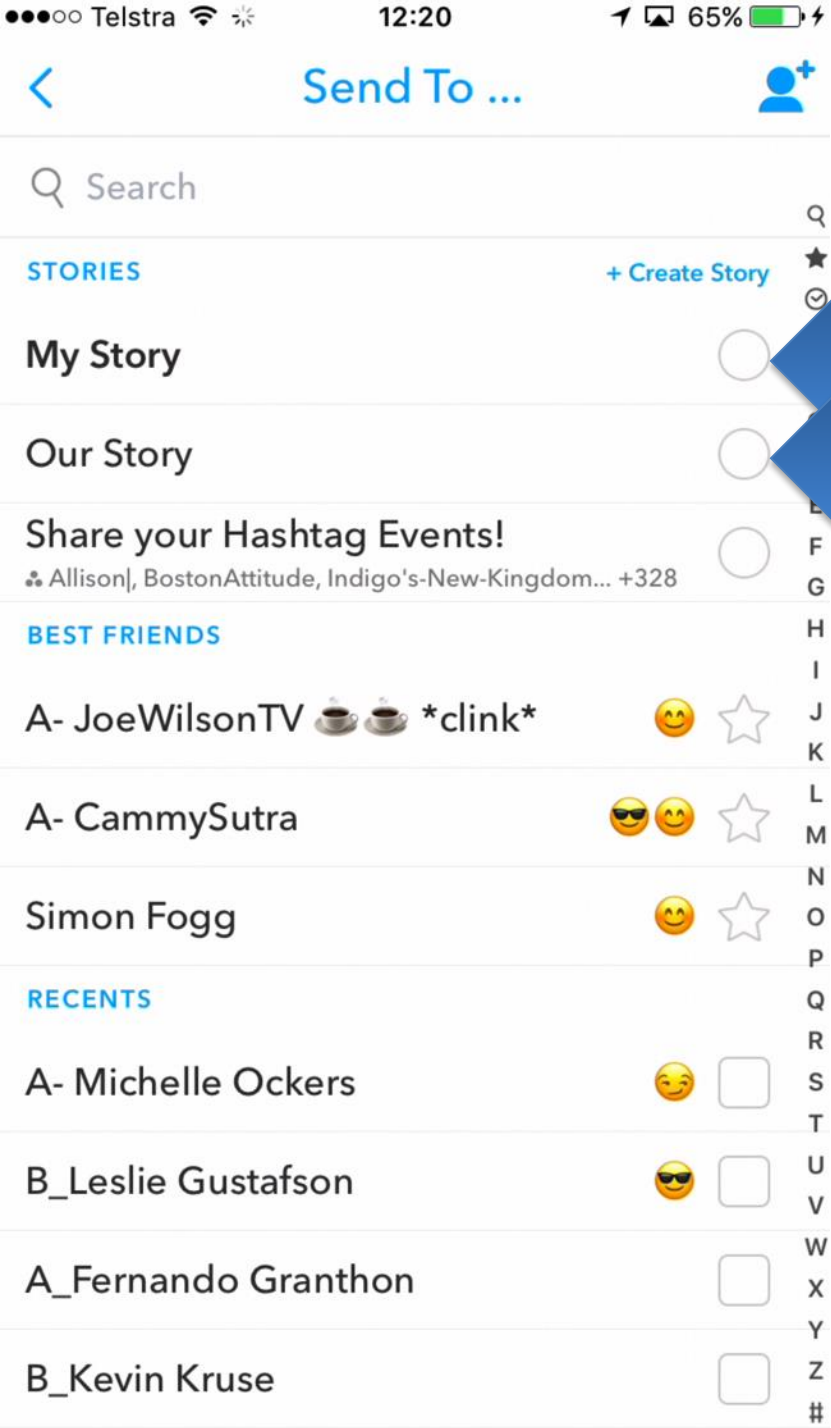 ●●●○○ Telstra 12:20 65%
Send To ...
Search
STORIES + Create Story
My Story
Our Story
Share your Hashtag Events!
Allison|, BostonAttitude, Indigo's-New-Kingdom... +328
BEST FRIENDS
A- JoeWilsonTV ☕☕ *clink* 😊
A- CammySutra 😎😊
Simon Fogg 😊
RECENTS
A- Michelle Ockers 😏
B_Leslie Gustafson 😎
A_Fernando Granthon
B_Kevin Kruse
E
F
G
H
I
J
K
L
M
N
O
P
Q
R
S
T
U
V
W
X
Y
Z
#